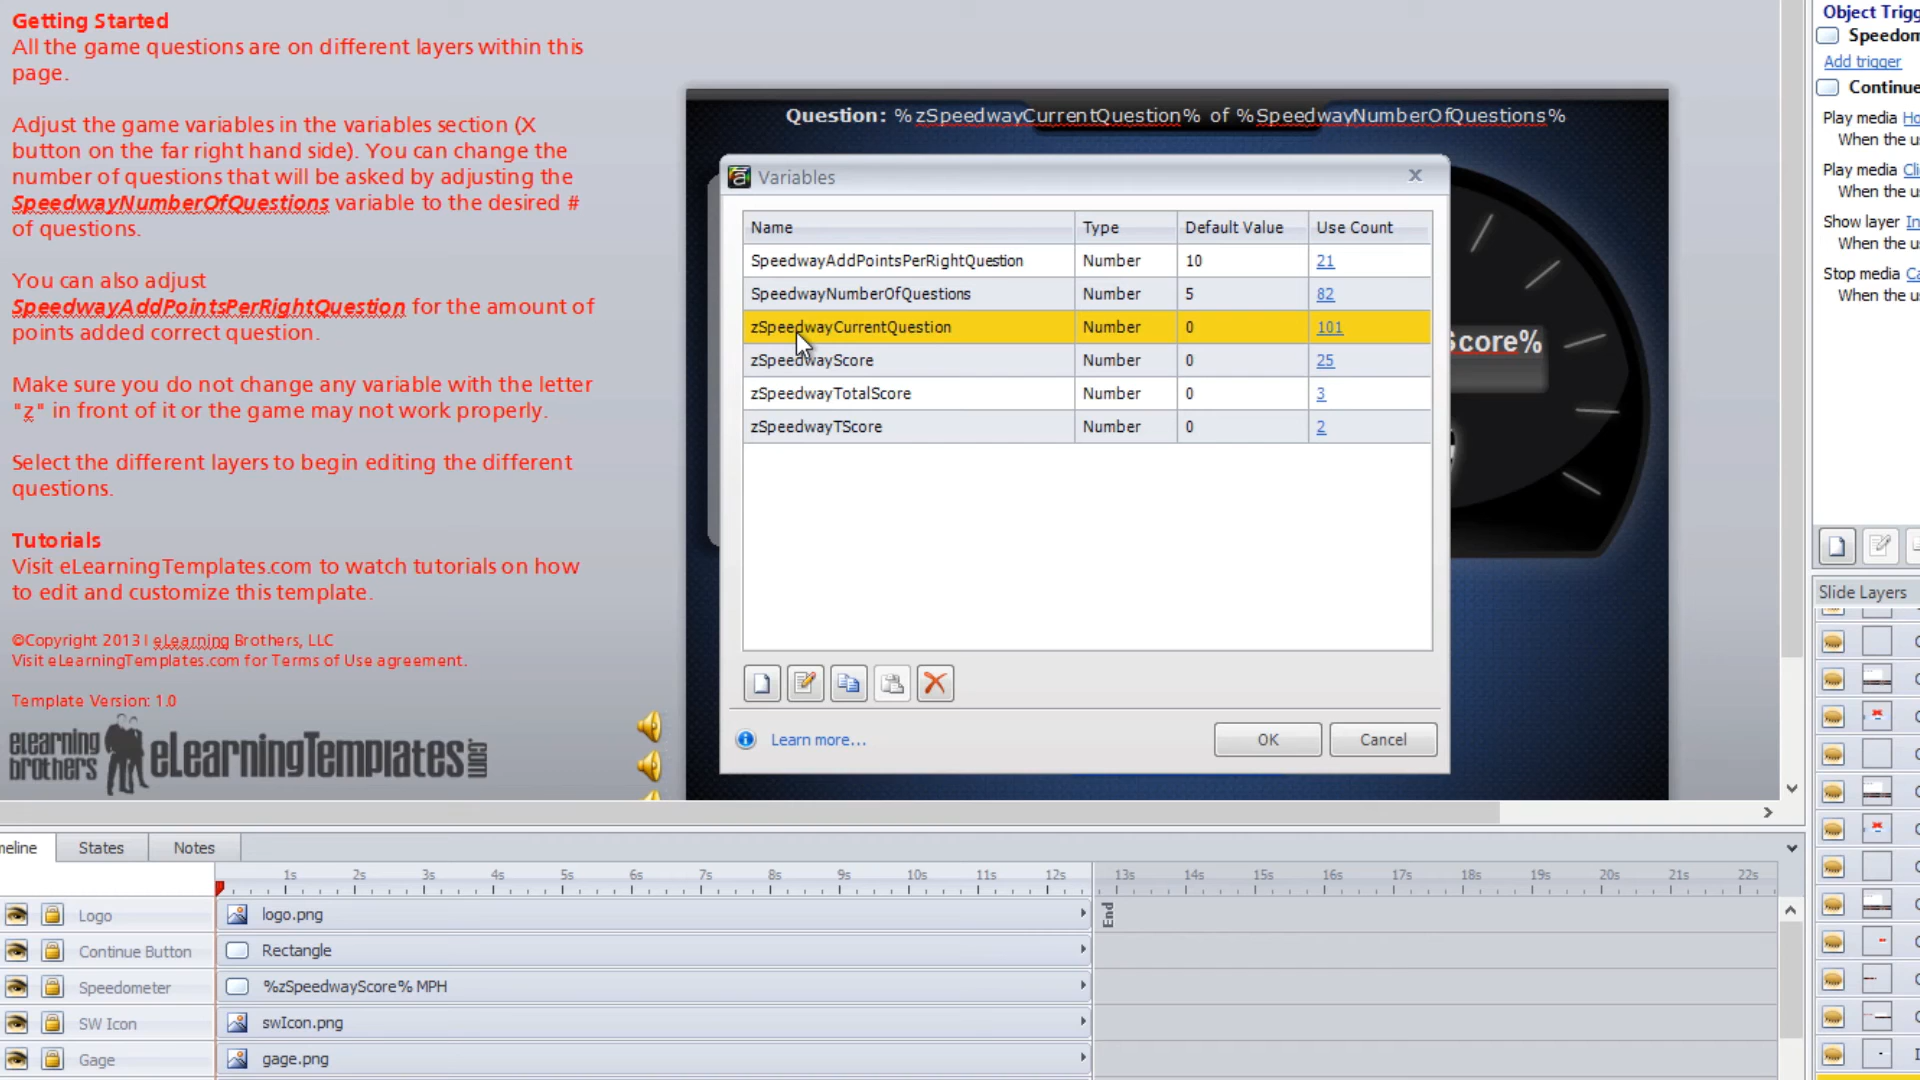 Getting Started
All the game questions are on different layers within this
page.
Adjust the game variables in the variables section (X
button on the far right hand side). You can change the
number of questions that will be asked by adjusting the
SpeedwayNumberOfQuestions variable to the desired #
of questions.
You can also adjust
SpeedwayAddPointsPerRightQuestion for the amount of
points added correct question.
Make sure you do not change any variable with the letter
"z" in front of it or the game may not work properly.
Select the different layers to begin editing the different
questions.
Tutorials
Visit eLearningTemplates.com to watch tutorials on how
to edit and customize this template.
©Copyright 2013 | eLearning Brothers, LLC
Visit eLearningTemplates.com for Terms of Use agreement.
Template Version: 1.0
elearning
brothers
eLearningTemplates.com
Question: %zSpeedwayCurrentQuestion% of %SpeedwayNumberOfQuestions%
Score%
Variables
Name Type Default Value Use Count
SpeedwayAddPointsPerRightQuestion Number 10 21
SpeedwayNumberOfQuestions Number 5 82
zSpeedwayCurrentQuestion Number 0 101
zSpeedwayScore Number 0 25
zSpeedwayTotalScore Number 0 3
zSpeedwayTScore Number 0 2
Learn more...
OK
Cancel
Object Trigg
Speedom
Add trigger
Continue
Play media Ho
When the us
Play media Cli
When the us
Show layer In
When the us
Stop media Ca
When the us
Slide Layers
meline States Notes
1s 2s 3s 4s 5s 6s 7s 8s 9s 10s 11s 12s 13s 14s 15s 16s 17s 18s 19s 20s 21s 22s
Logo logo.png End
Continue Button Rectangle
Speedometer %zSpeedwayScore% MPH
SW Icon swIcon.png
Gage gage.png